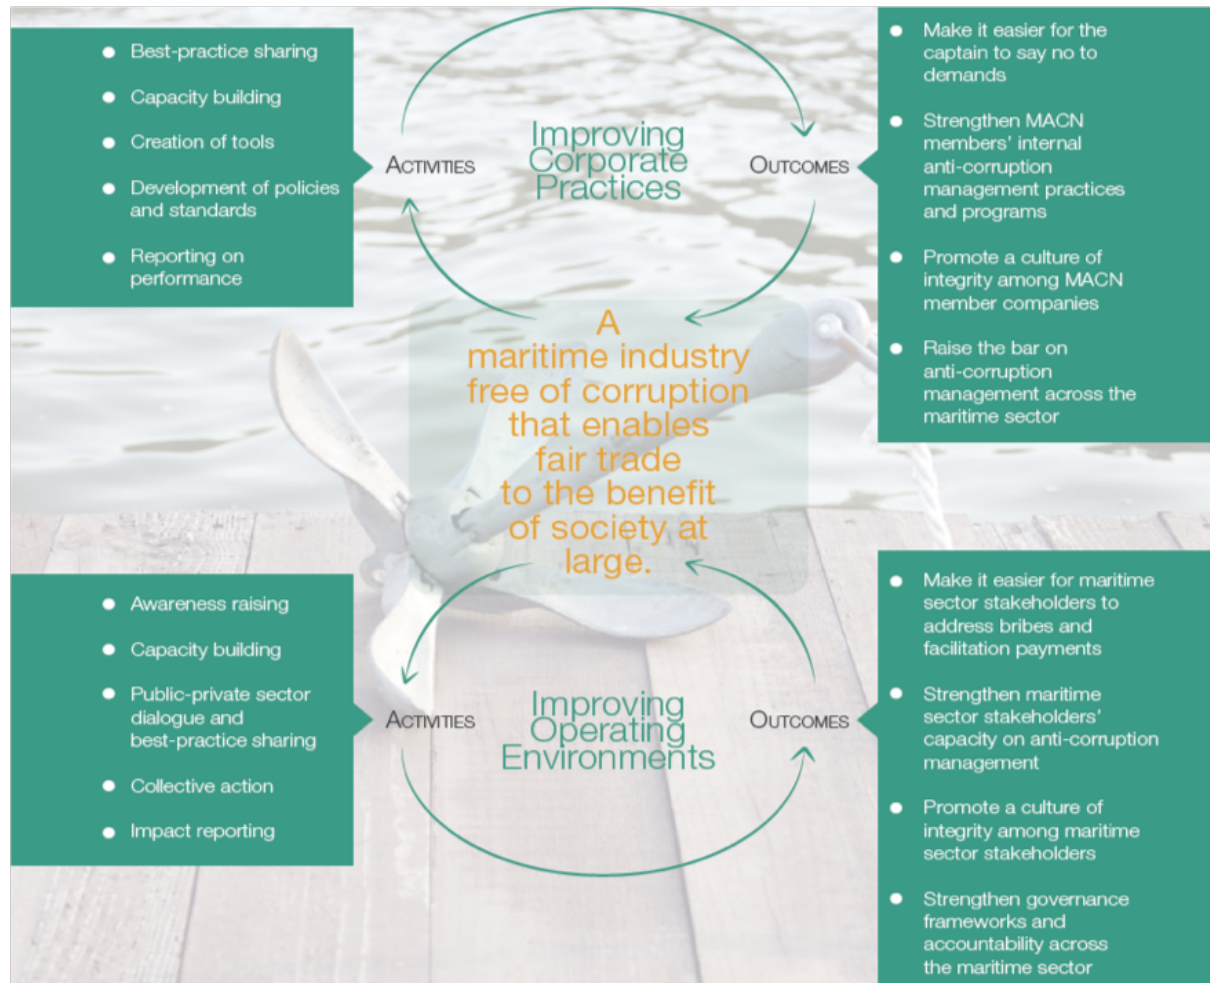 Best-practice sharing
Capacity building
Creation of tools
Development of policies
and standards
Reporting on
performance
ACTIVITIES
Improving
Corporate
Practices
OUTCOMES
Make it easier for the
captain to say no to
demands
Strengthen MACN
members' internal
anti-corruption
management practices
and programs
Promote a culture of
integrity among MACN
member companies
Raise the bar on
anti-corruption
management across the
maritime sector
A
maritime industry
free of corruption
that enables
fair trade
to the benefit
of society at
large.
Awareness raising
Capacity building
Public-private sector
dialogue and
best-practice sharing
Collective action
Impact reporting
ACTIVITIES
Improving
Operating
Environments
OUTCOMES
Make it easier for maritime
sector stakeholders to
address bribes and
facilitation payments
Strengthen maritime
sector stakeholders'
capacity on anti-corruption
management
Promote a culture of
integrity among maritime
sector stakeholders
Strengthen governance
frameworks and
accountability across
the maritime sector